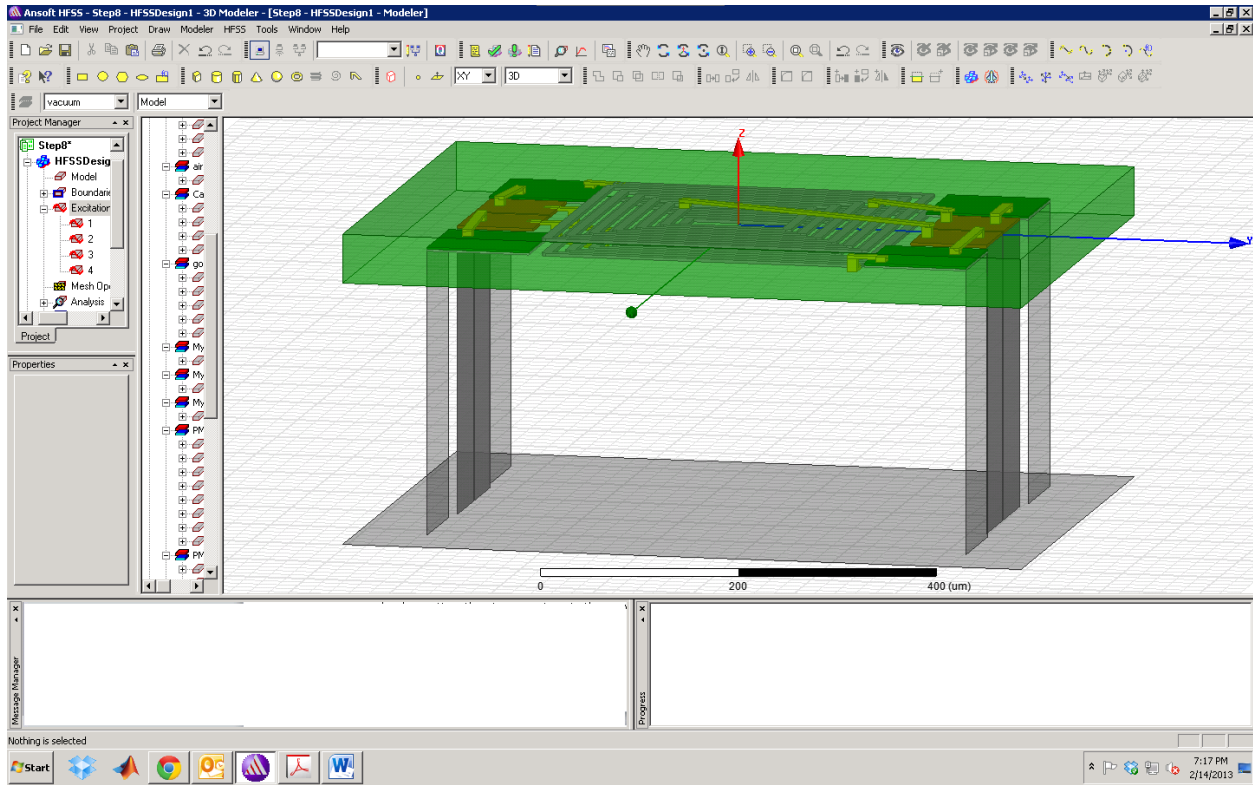 Ansoft HFSS - Step8 - HFSSDesign1 - 3D Modeler - [Step8 - HFSSDesign1 - Modeler]
File Edit View Project Draw Modeler HFSS Tools Window Help
XY 3D
vacuum Model
Project Manager
Step8*
HFSSDesig
Model
Boundarie
Excitation
1
2
3
4
Mesh Op
Analysis
Project
Properties
air
Ca
go
My
My
My
PM
PM
Z
Y
0 200 400 (um)
Message Manager
Progress
Nothing is selected
Start
7:17 PM
2/14/2013